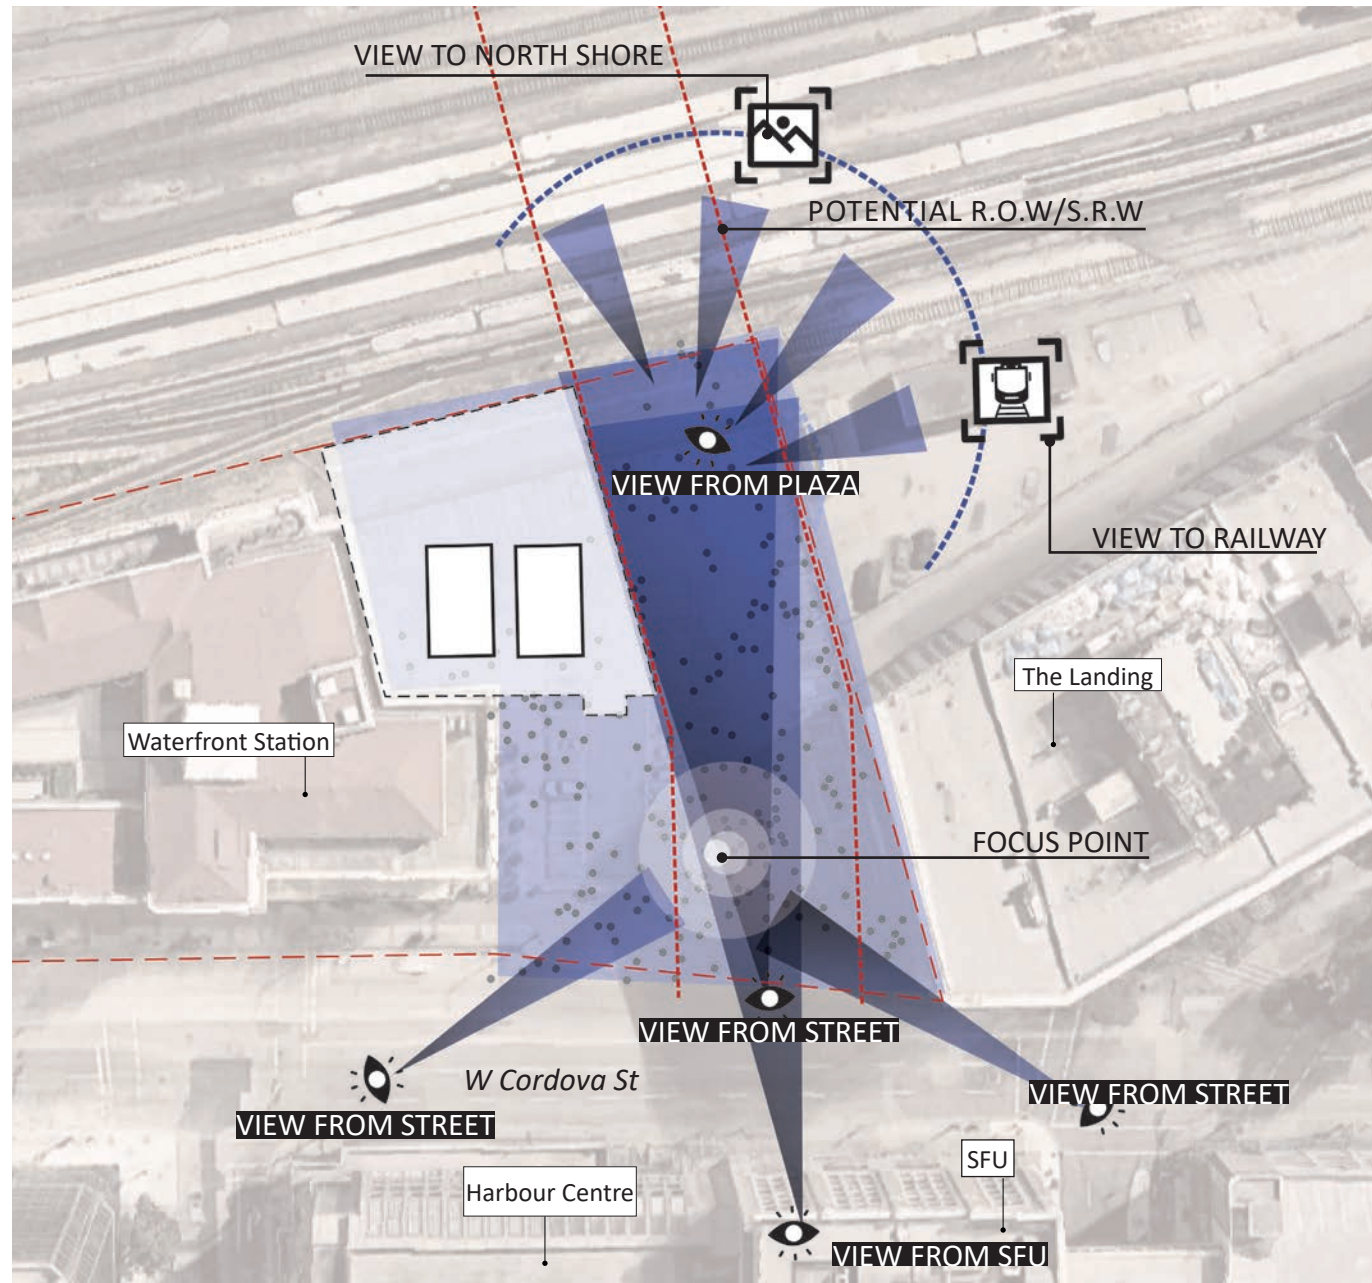 VIEW TO NORTH SHORE
POTENTIAL R.O.W/S.R.W
VIEW FROM PLAZA
VIEW TO RAILWAY
The Landing
Waterfront Station
FOCUS POINT
VIEW FROM STREET
W Cordova St
VIEW FROM STREET
VIEW FROM STREET
SFU
Harbour Centre
VIEW FROM SFU